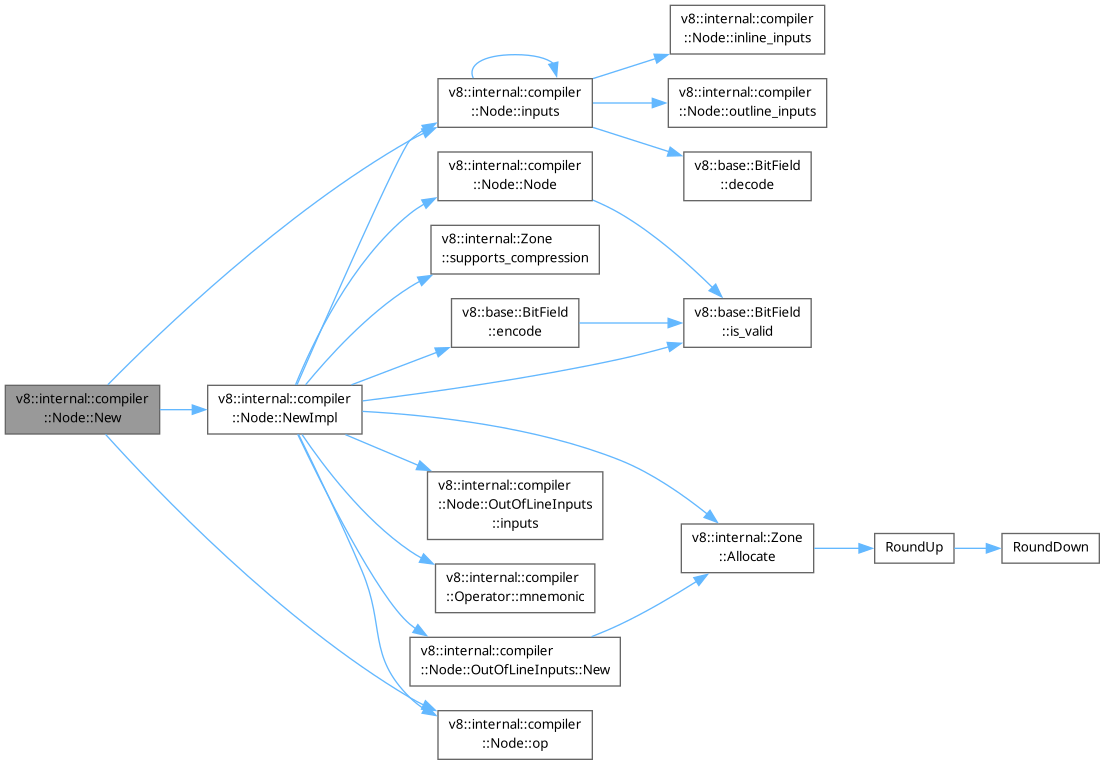 v8::internal::compiler
::Node::New
v8::internal::compiler
::Node::NewImpl
v8::internal::compiler
::Node::inputs
v8::internal::compiler
::Node::Node
v8::internal::Zone
::supports_compression
v8::base::BitField
::encode
v8::internal::compiler
::Node::OutOfLineInputs
::inputs
v8::internal::compiler
::Operator::mnemonic
v8::internal::compiler
::Node::OutOfLineInputs::New
v8::internal::compiler
::Node::op
v8::internal::compiler
::Node::inline_inputs
v8::internal::compiler
::Node::outline_inputs
v8::base::BitField
::decode
v8::base::BitField
::is_valid
v8::internal::Zone
::Allocate
RoundUp
RoundDown